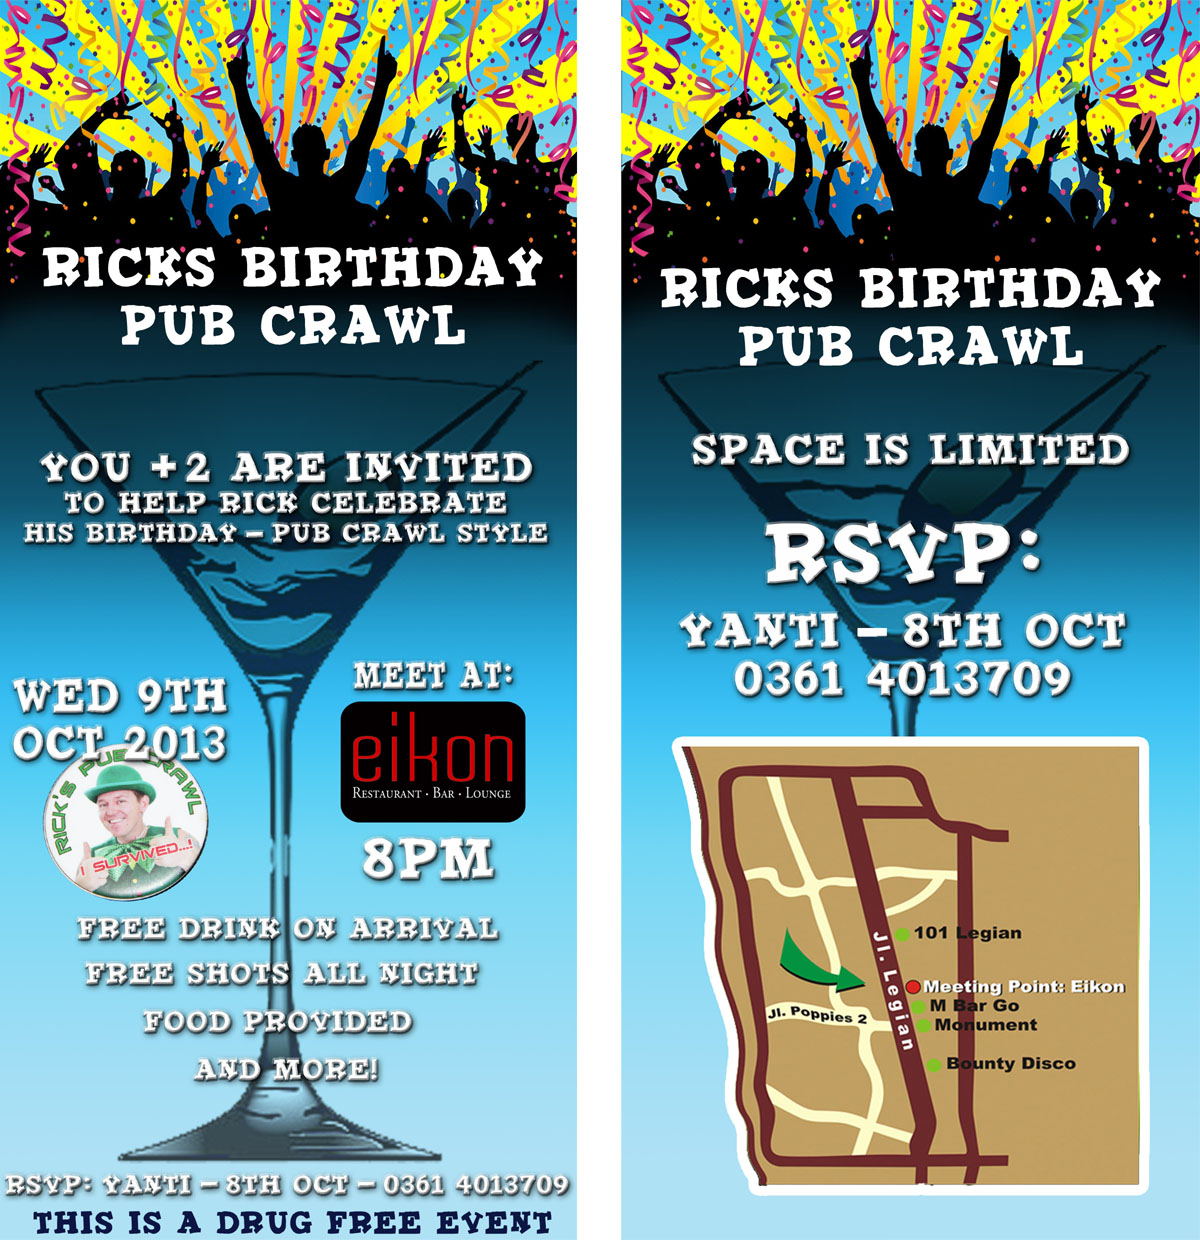 RICKS BIRTHDAY
PUB CRAWL
YOU +2 ARE INVITED
TO HELP RICK CELEBRATE
HIS BIRTHDAY – PUB CRAWL STYLE
WED 9TH
OCT 2013
RICK'S PUB CRAWL
I SURVIVED...!
MEET AT:
eikon
RESTAURANT · BAR · LOUNGE
8PM
FREE DRINK ON ARRIVAL
FREE SHOTS ALL NIGHT
FOOD PROVIDED
AND MORE!
RSVP: YANTI – 8TH OCT – 0361 4013709
THIS IS A DRUG FREE EVENT
RICKS BIRTHDAY
PUB CRAWL
SPACE IS LIMITED
RSVP:
YANTI – 8TH OCT
0361 4013709
101 Legian
Jl. Legian
Meeting Point: Eikon
M Bar Go
Jl. Poppies 2
Monument
Bounty Disco